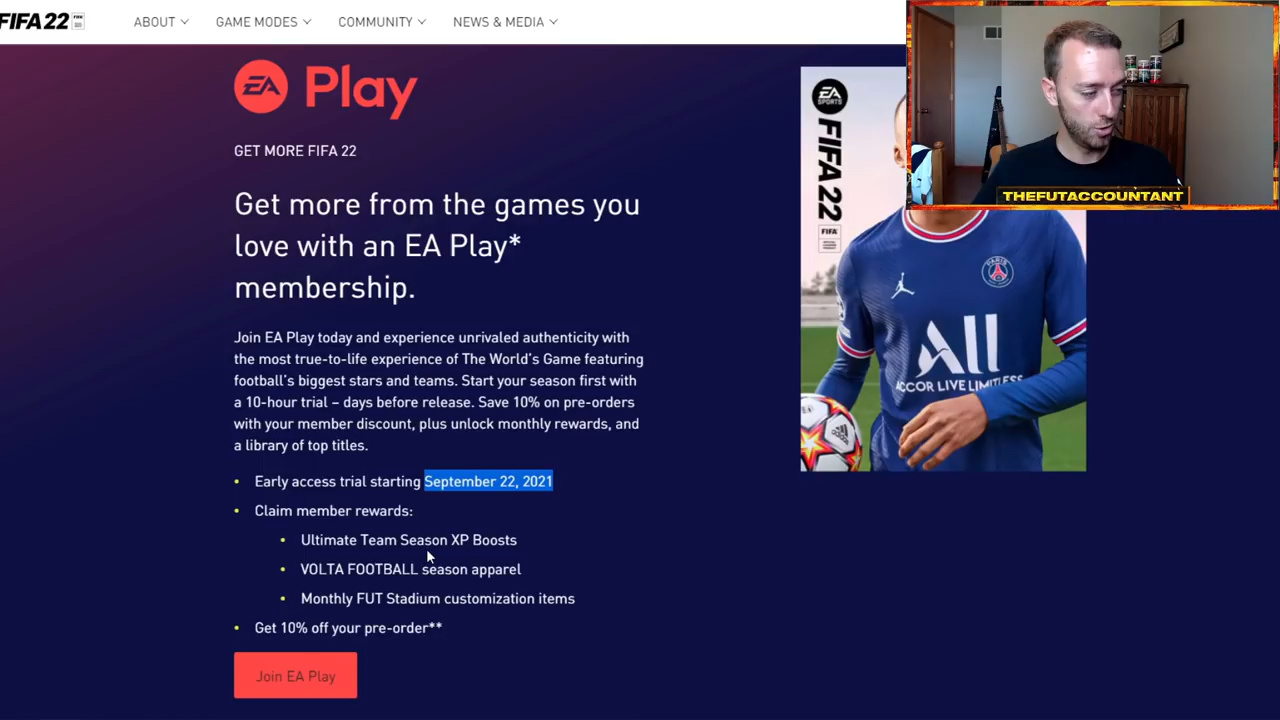 FIFA 22
ABOUT
GAME MODES
COMMUNITY
NEWS & MEDIA
EA Play
GET MORE FIFA 22
Get more from the games you
love with an EA Play*
membership.
Join EA Play today and experience unrivaled authenticity with
the most true-to-life experience of The World's Game featuring
football's biggest stars and teams. Start your season first with
a 10-hour trial – days before release. Save 10% on pre-orders
with your member discount, plus unlock monthly rewards, and
a library of top titles.
• Early access trial starting September 22, 2021
• Claim member rewards:
• Ultimate Team Season XP Boosts
• VOLTA FOOTBALL season apparel
• Monthly FUT Stadium customization items
• Get 10% off your pre-order**
Join EA Play
EA
SPORTS
FIFA 22
FIFA
PARIS
ALL
ACCOR LIVE LIMITLESS
THEFUTACCOUNTANT